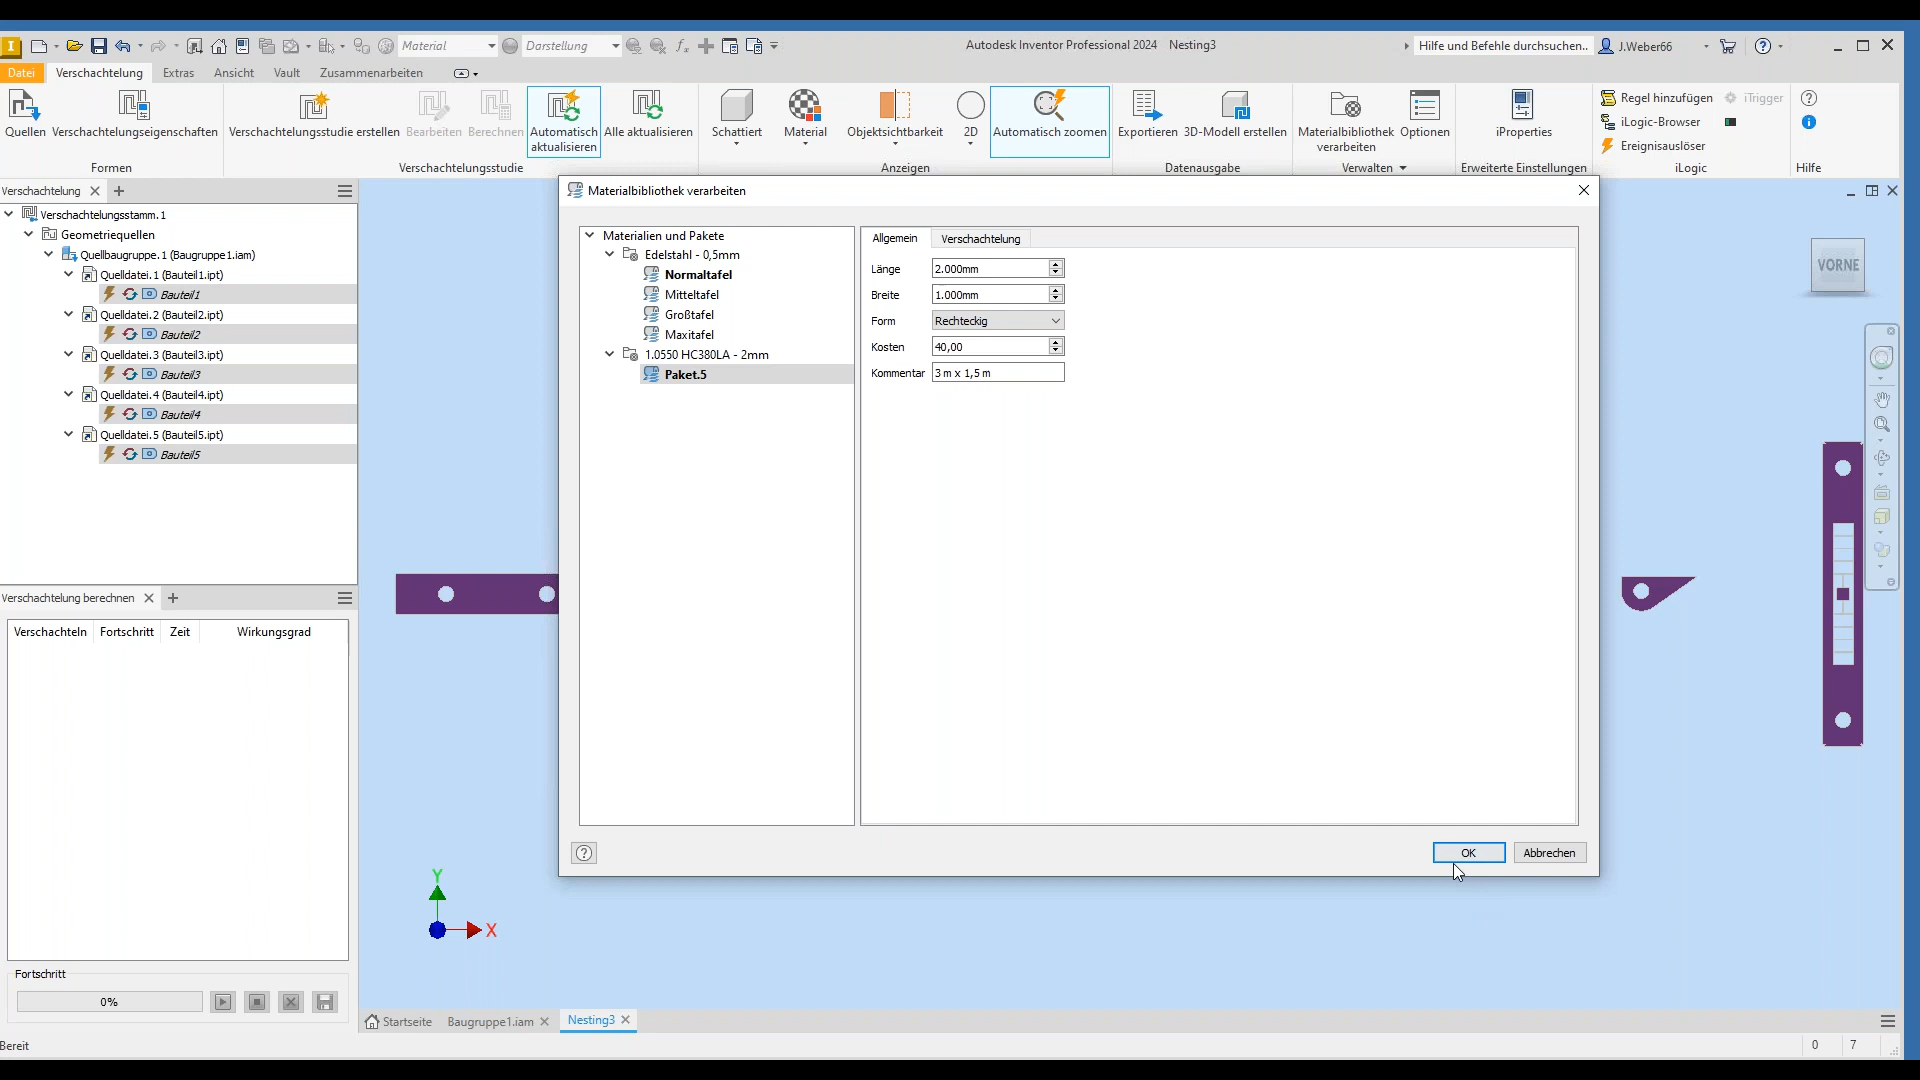 Material
Darstellung
Autodesk Inventor Professional 2024 Nesting3
Hilfe und Befehle durchsuchen..
J.Weber66
Datei
Verschachtelung
Extras
Ansicht
Vault
Zusammenarbeiten
Quellen
Verschachtelungseigenschaften
Verschachtelungsstudie erstellen
Bearbeiten
Berechnen
Automatisch
aktualisieren
Alle aktualisieren
Schattiert
Material
Objektsichtbarkeit
2D
Automatisch zoomen
Exportieren
3D-Modell erstellen
Materialbibliothek
verarbeiten
Optionen
iProperties
Regel hinzufügen
iTrigger
iLogic-Browser
Ereignisauslöser
Formen
Verschachtelungsstudie
Anzeigen
Datenausgabe
Verwalten
Erweiterte Einstellungen
iLogic
Hilfe
Verschachtelung
Verschachtelungsstamm.1
Geometriequellen
Quellbaugruppe.1 (Baugruppe1.iam)
Quelldatei.1 (Bauteil1.ipt)
Bauteil1
Quelldatei.2 (Bauteil2.ipt)
Bauteil2
Quelldatei.3 (Bauteil3.ipt)
Bauteil3
Quelldatei.4 (Bauteil4.ipt)
Bauteil4
Quelldatei.5 (Bauteil5.ipt)
Bauteil5
Verschachtelung berechnen
Verschachteln Fortschritt Zeit Wirkungsgrad
Fortschritt
0%
Bereit
Materialbibliothek verarbeiten
Materialien und Pakete
Edelstahl - 0,5mm
Normaltafel
Mitteltafel
Großtafel
Maxitafel
1.0550 HC380LA - 2mm
Paket.5
Allgemein
Verschachtelung
Länge 2.000mm
Breite 1.000mm
Form Rechteckig
Kosten 40,00
Kommentar 3 m x 1,5 m
OK
Abbrechen
VORNE
Y
X
Startseite
Baugruppe1.iam
Nesting3
0
7